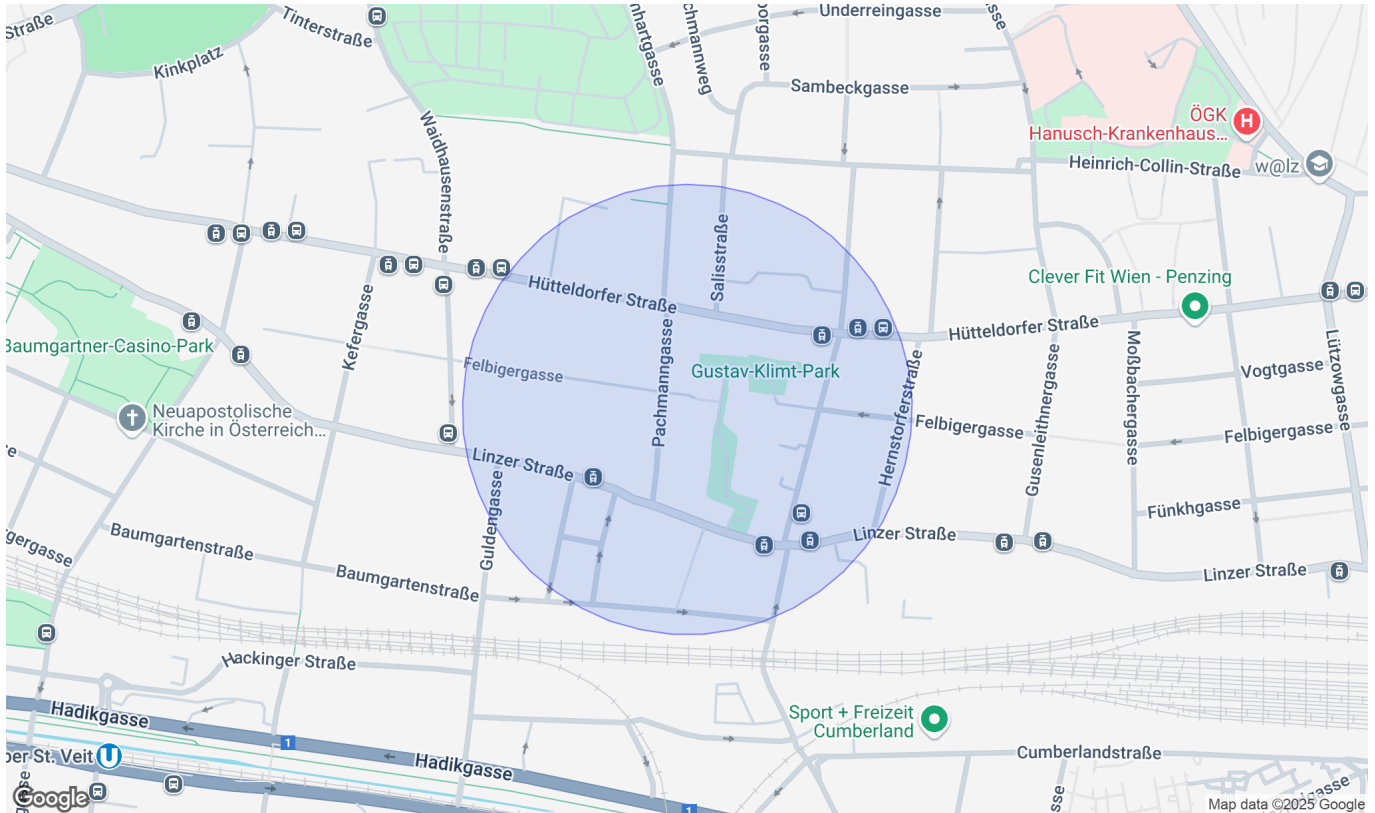 Straße
Tinterstraße
Kinkplatz
Underreingasse
Sambeckgasse
ÖGK
Hanusch-Krankenhaus...
H
Heinrich-Collin-Straße
w@lz
Waidhausenstraße
Salisstraße
Hütteldorfer Straße
Clever Fit Wien - Penzing
Hütteldorfer Straße
Kefergasse
Baumgartner-Casino-Park
Felbigergasse
Pachmanngasse
Gustav-Klimt-Park
Hernstorferstraße
Gusenleithnergasse
Moßbachergasse
Vogtgasse
Lützowgasse
Neuapostolische
Kirche in Österreich...
Felbigergasse
Felbigergasse
Linzer Straße
Guldengasse
Fünkhgasse
Linzer Straße
Linzer Straße
Baumgartenstraße
Baumgartenstraße
Hackinger Straße
Hadikgasse
1
Sport + Freizeit
Cumberland
Hadikgasse
Cumberlandstraße
U
1
Google
Map data ©2025 Google